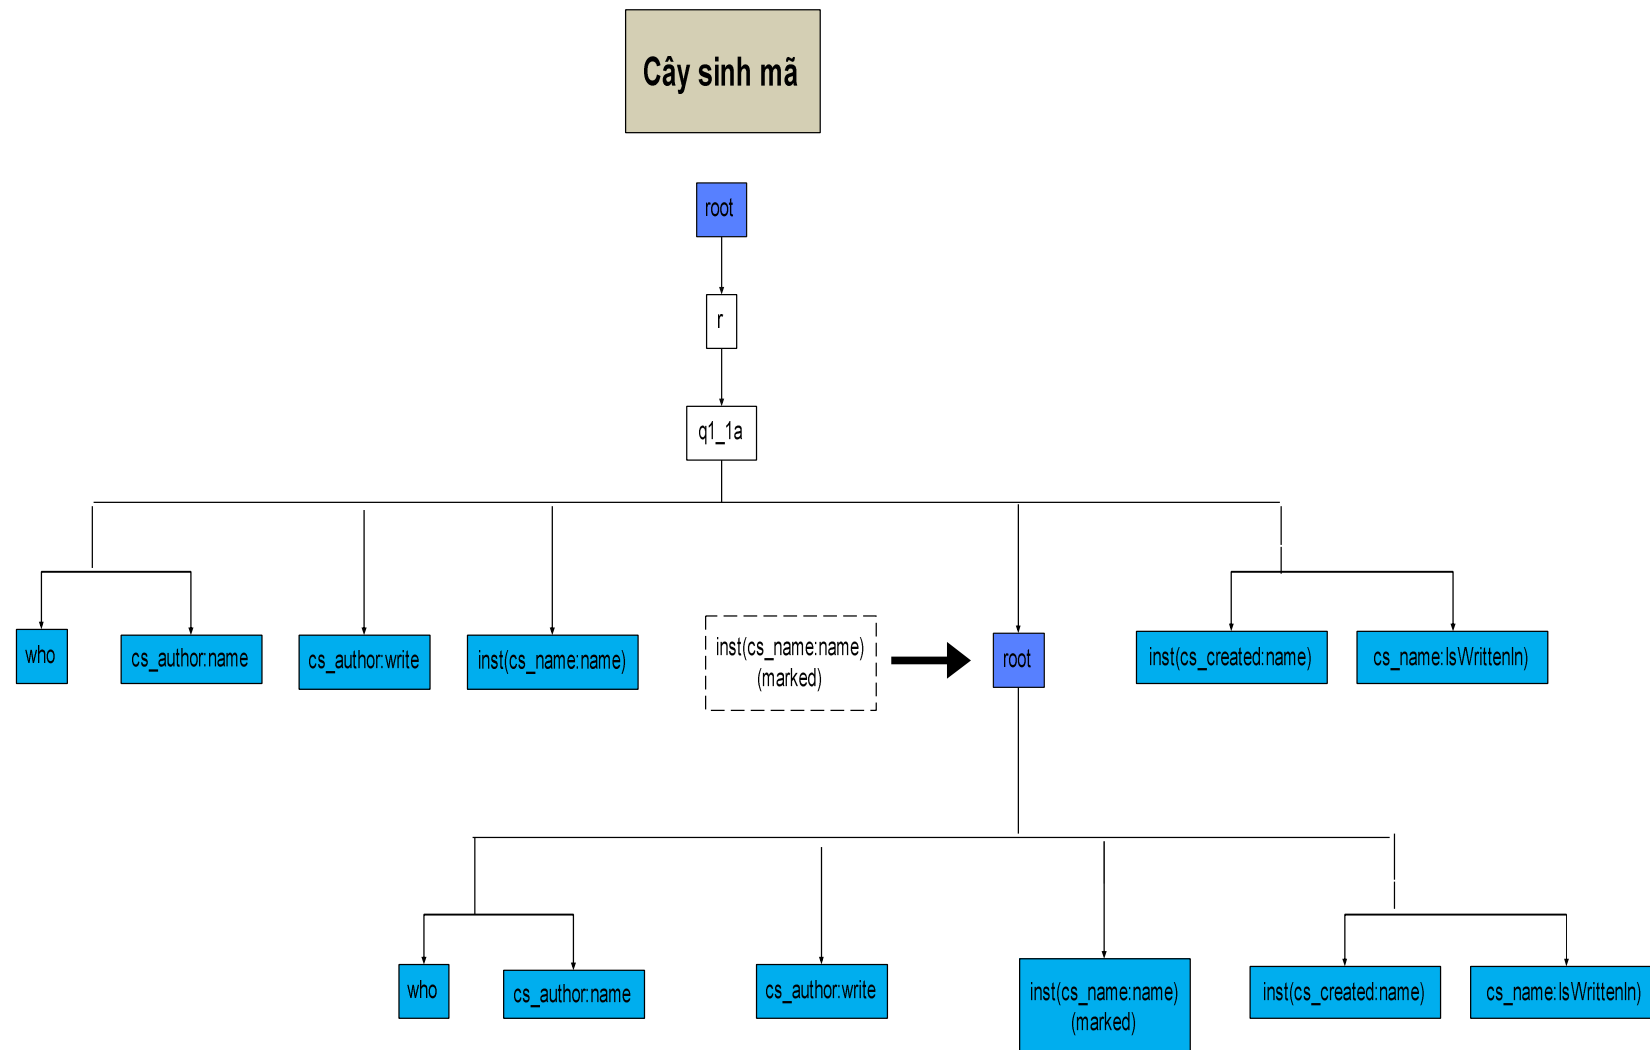 Cây sinh mã
root
r
q1_1a
who
cs_author:name
cs_author:write
inst(cs_name:name)
inst(cs_name:name)
(marked)
root
inst(cs_created:name)
cs_name:IsWrittenIn)
who
cs_author:name
cs_author:write
inst(cs_name:name)
(marked)
inst(cs_created:name)
cs_name:IsWrittenIn)